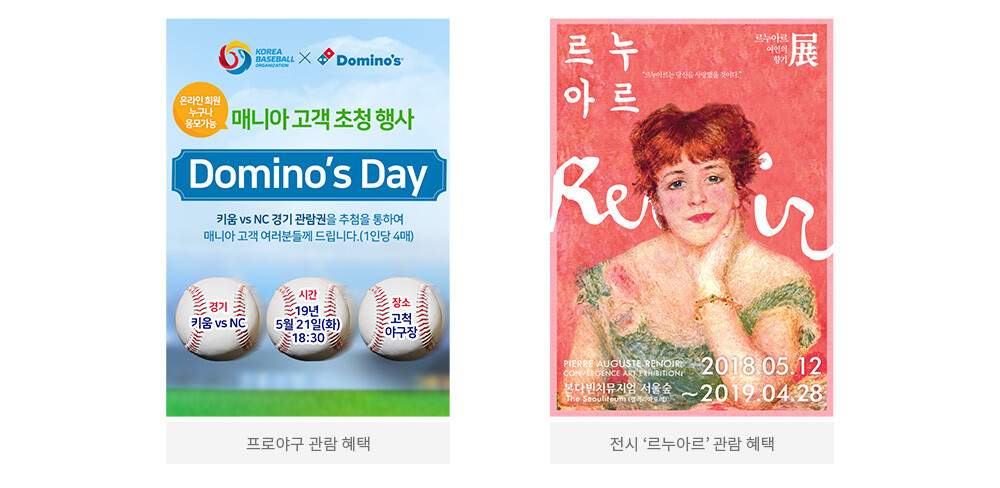 KOREA
BASEBALL
ORGANIZATION
×
Domino's
온라인 회원
누구나
응모가능
매니아 고객 초청 행사
Domino's Day
키움 vs NC 경기 관람권을 추첨을 통하여
매니아 고객 여러분들께 드립니다.(1인당 4매)
경기
키움 vs NC
시간
19년
5월 21일(화)
18:30
장소
고척
야구장
프로야구 관람 혜택
르누
아르
르누아르
여인의
향기
展
"르누아르는 당신을 사랑했을 것이다."
Renoir
PIERRE AUGUSTE RENOIR:
CONVERGENCE ART EXHIBITION
2018.05.12
~2019.04.28
본다빈치뮤지엄 서울숲
The Seouliteum (갤러리아포레)
전시 ‘르누아르’ 관람 혜택